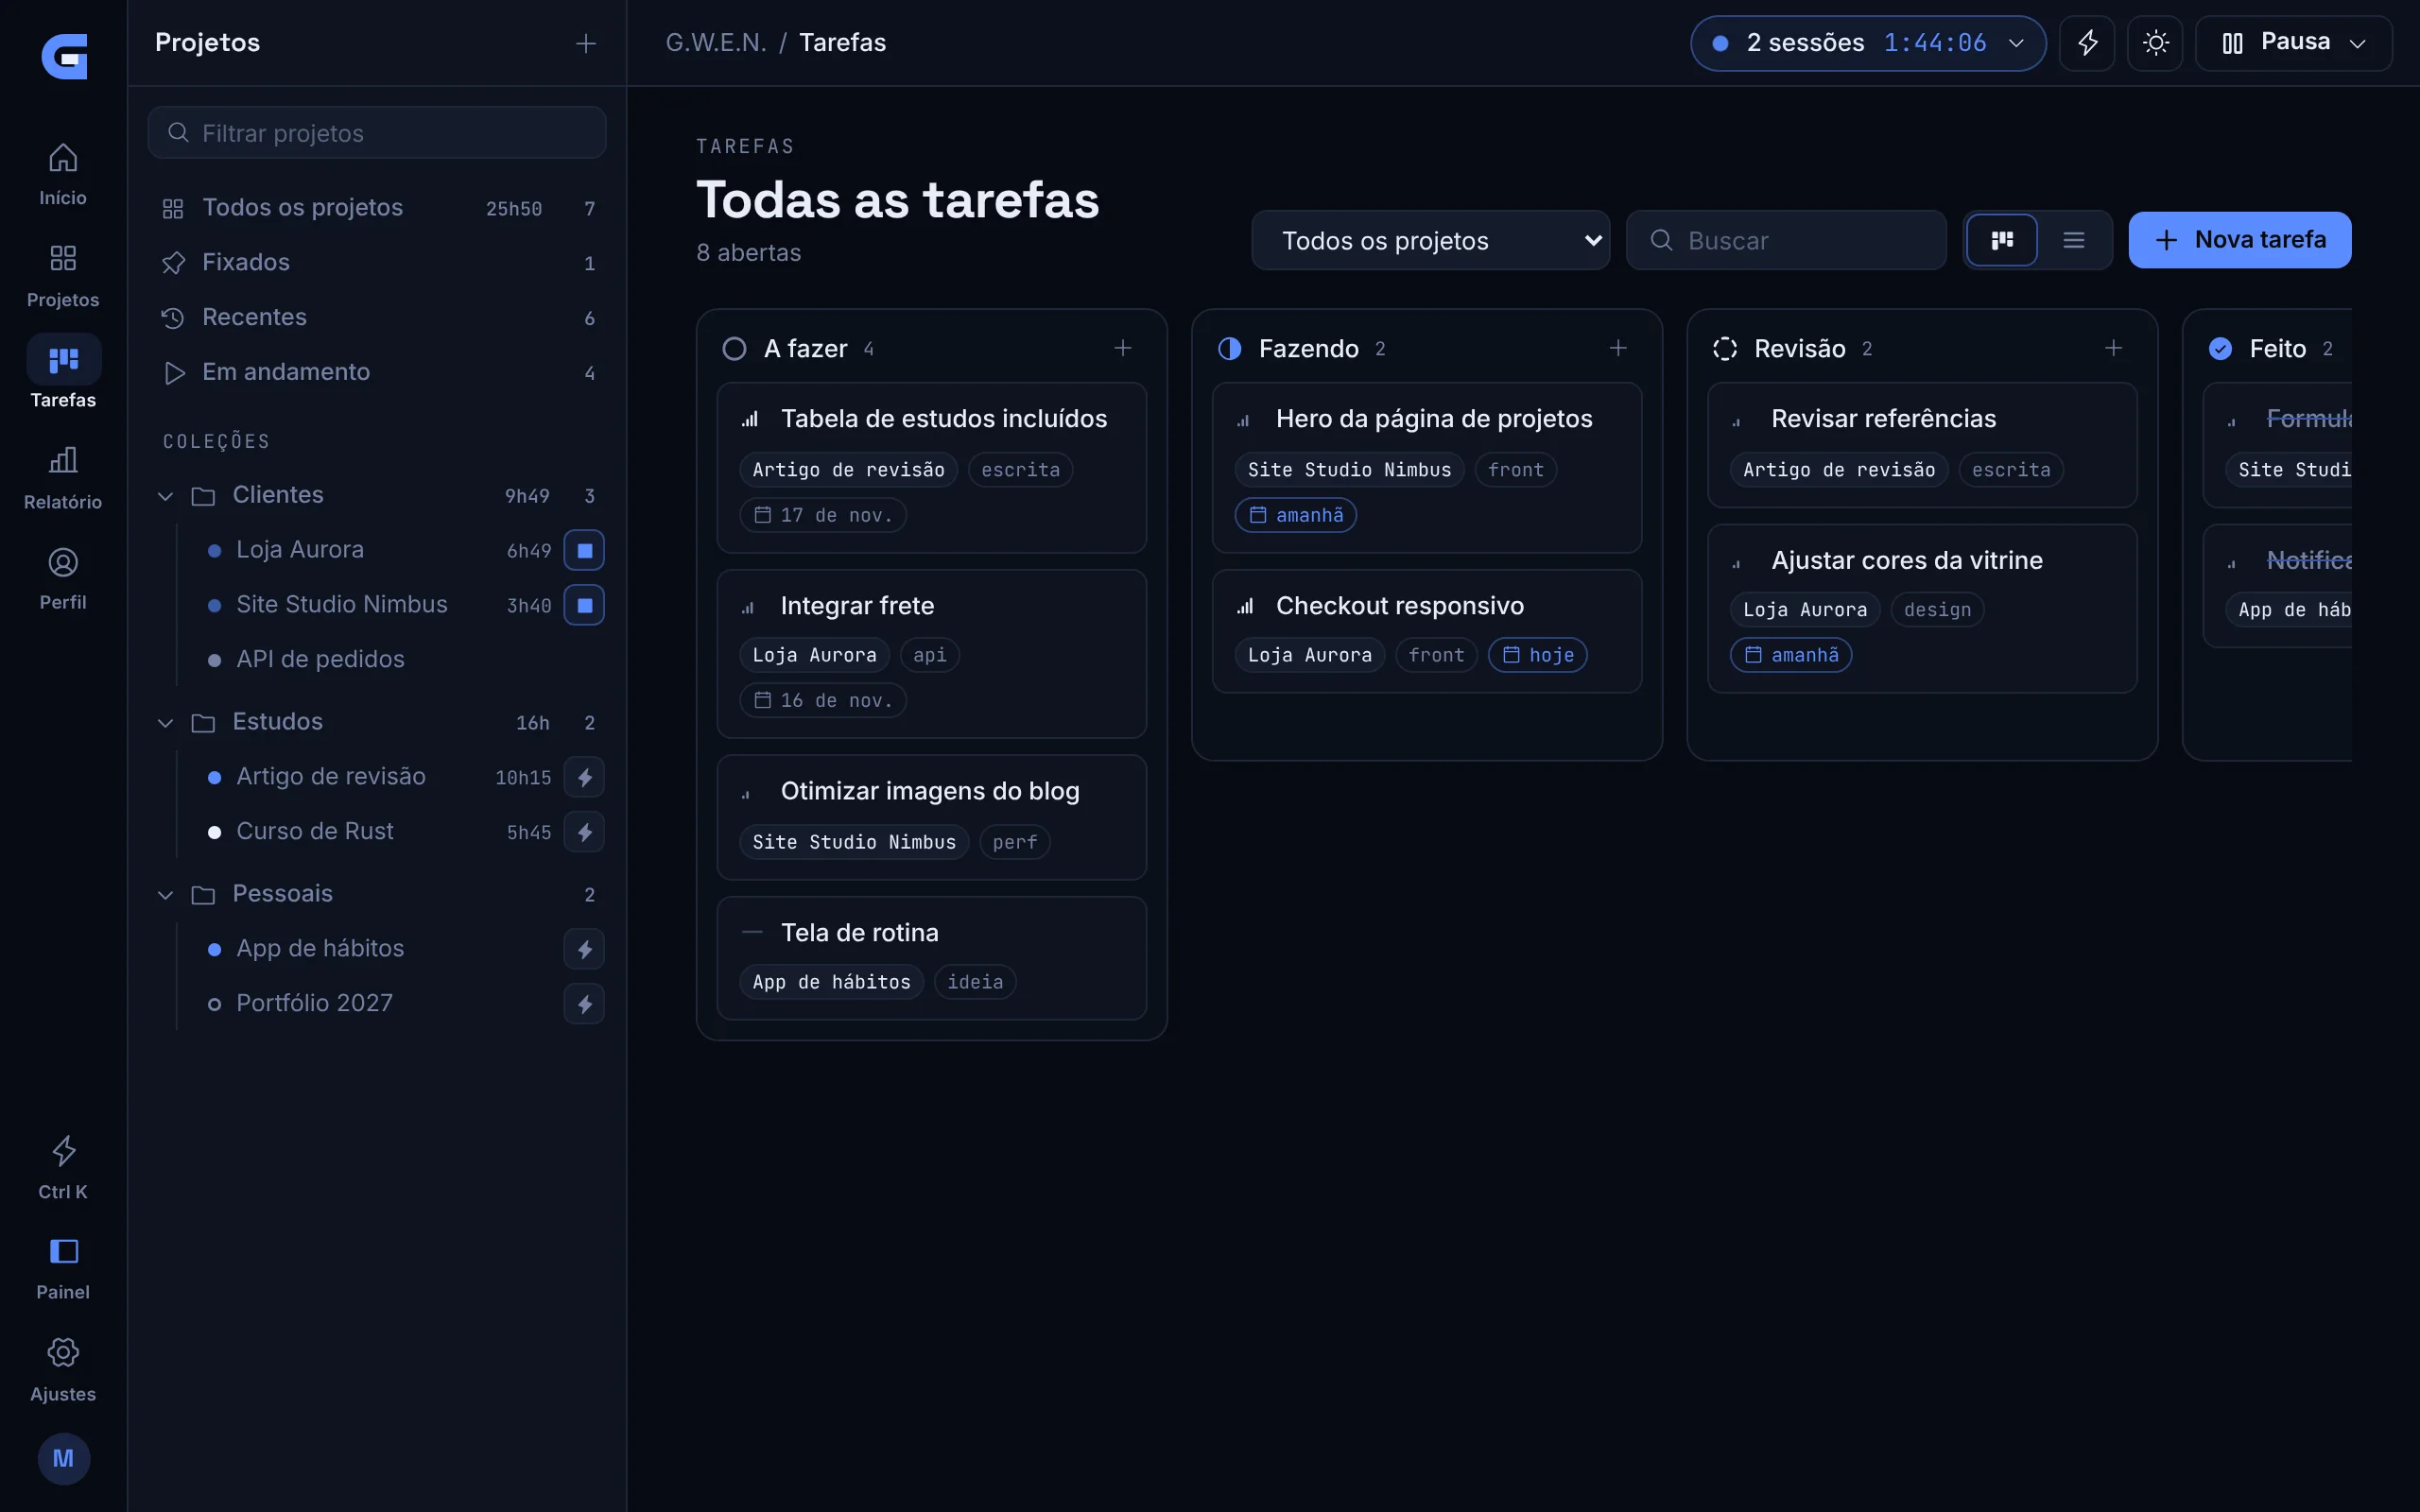 Início
Projetos
Tarefas
Relatório
Perfil
Ctrl K
Painel
Ajustes
M
Projetos
Filtrar projetos
Todos os projetos 25h50 7
Fixados 1
Recentes 6
Em andamento 4
COLEÇÕES
Clientes 9h49 3
Loja Aurora 6h49
Site Studio Nimbus 3h40
API de pedidos
Estudos 16h 2
Artigo de revisão 10h15
Curso de Rust 5h45
Pessoais 2
App de hábitos
Portfólio 2027
G.W.E.N. / Tarefas
2 sessões 1:44:06
Pausa
TAREFAS
Todas as tarefas
8 abertas
Todos os projetos
Buscar
Nova tarefa
A fazer 4
Tabela de estudos incluídos
Artigo de revisão escrita
17 de nov.
Integrar frete
Loja Aurora api
16 de nov.
Otimizar imagens do blog
Site Studio Nimbus perf
Tela de rotina
App de hábitos ideia
Fazendo 2
Hero da página de projetos
Site Studio Nimbus front
amanhã
Checkout responsivo
Loja Aurora front hoje
Revisão 2
Revisar referências
Artigo de revisão escrita
Ajustar cores da vitrine
Loja Aurora design
amanhã
Feito 2
Formul
Site Studi
Notific
App de háb